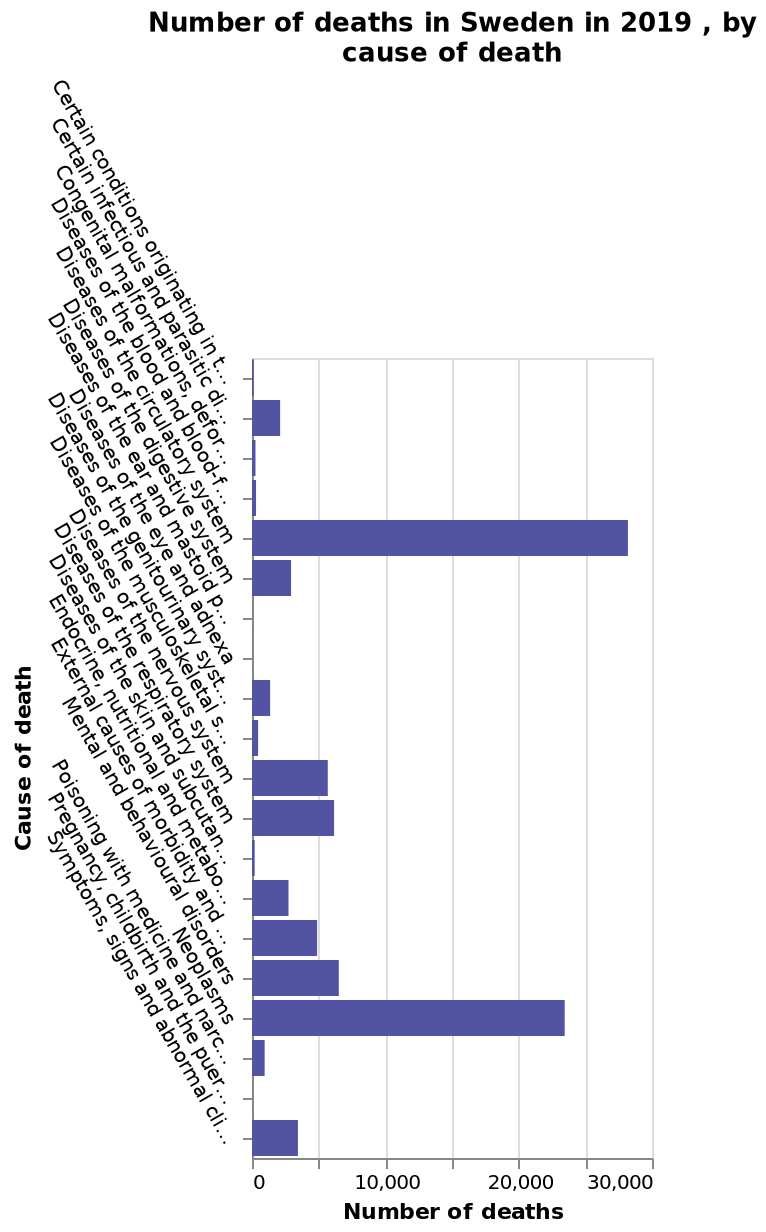 Number of deaths in Sweden in 2019 , by
cause of death
Cause of death
Certain conditions originating in t…
Certain infectious and parasitic di…
Congenital malformations, defor …
Diseases of the blood and blood-f…
Diseases of the circulatory system
Diseases of the digestive system
Diseases of the ear and mastoid p…
Diseases of the eye and adnexa
Diseases of the genitourinary syst…
Diseases of the musculoskeletal s…
Diseases of the nervous system
Diseases of the respiratory system
Diseases of the skin and subcutan…
Endocrine, nutritional and metabo…
External causes of morbidity and …
Mental and behavioural disorders
Neoplasms
Poisoning with medicine and narc…
Pregnancy, childbirth and the puer…
Symptoms, signs and abnormal cli…
0 10,000 20,000 30,000
Number of deaths